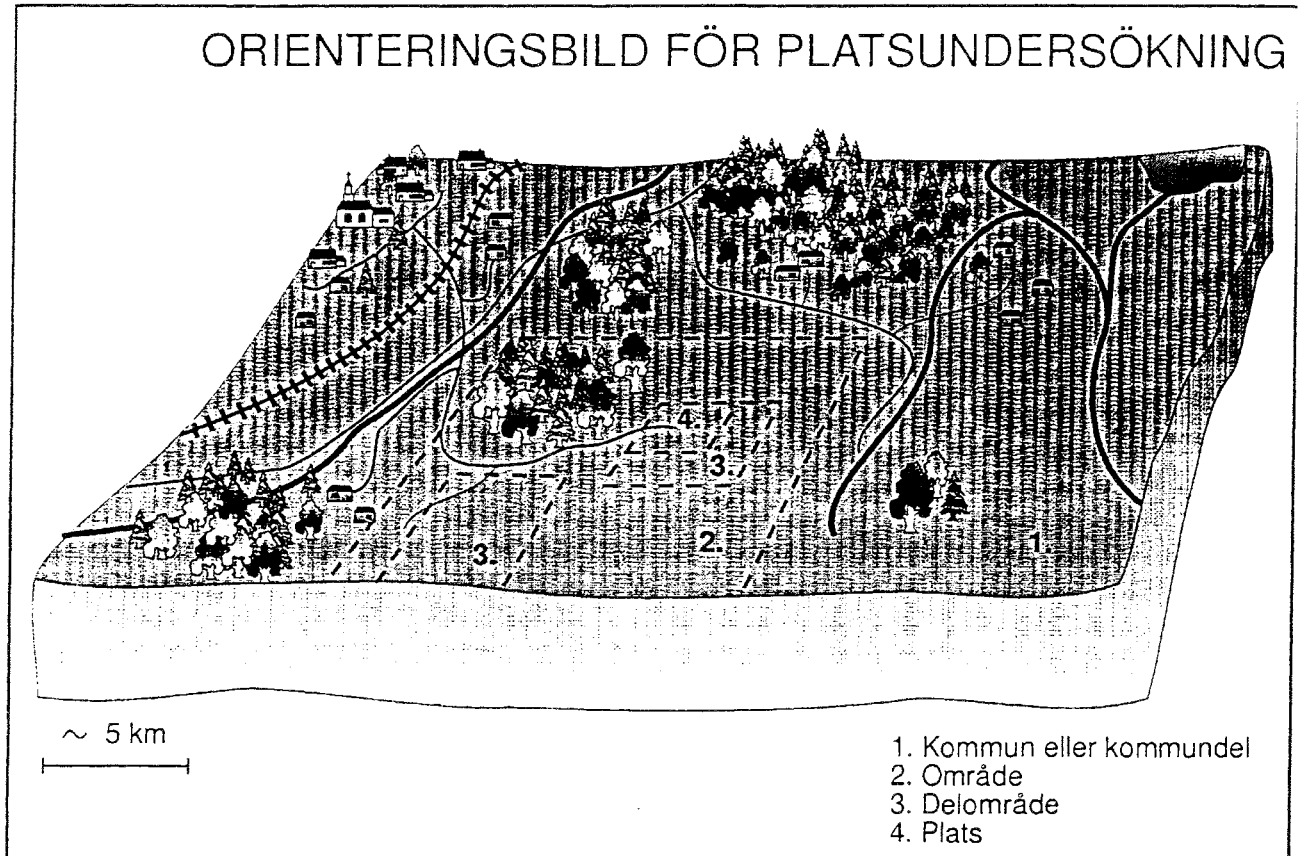 ORIENTERINGSBILD FÖR PLATSUNDERSÖKNING
4.
3.
3.
2.
1.
~ 5 km
1. Kommun eller kommundel
2. Område
3. Delområde
4. Plats